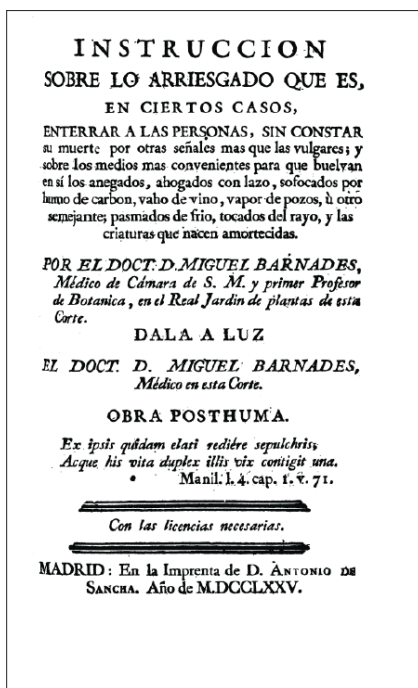 INSTRUCCION
SOBRE LO ARRIESGADO QUE ES,
EN CIERTOS CASOS,
ENTERRAR A LAS PERSONAS, SIN CONSTAR
su muerte por otras señales mas que las vulgares; y
sobre los medios mas convenientes para que buelvan
en sí los anegados, ahogados con lazo, sofocados por
humo de carbon, vaho de vino, vapor de pozos, ù otro
semejante; pasmados de frio, tocados del rayo, y las
criaturas que nacen amortecidas.
POR EL DOCT. D. MIGUEL BARNADES,
Médico de Cámara de S. M. y primer Profesor
de Botanica, en el Real Jardin de plantas de esta
Corte.
DALA A LUZ
EL DOCT. D. MIGUEL BARNADES,
Médico en esta Corte.
OBRA POSTHUMA.
Ex ipsis quidam elati rediére sepulchris;
Acque his vita duplex illis vix contigit una.
Manil. l. 4. cap. 1. v. 71.
Con las licencias necesarias.
MADRID: En la Imprenta de D. ANTONIO DE
SANCHA. Año de M.DCCLXXV.